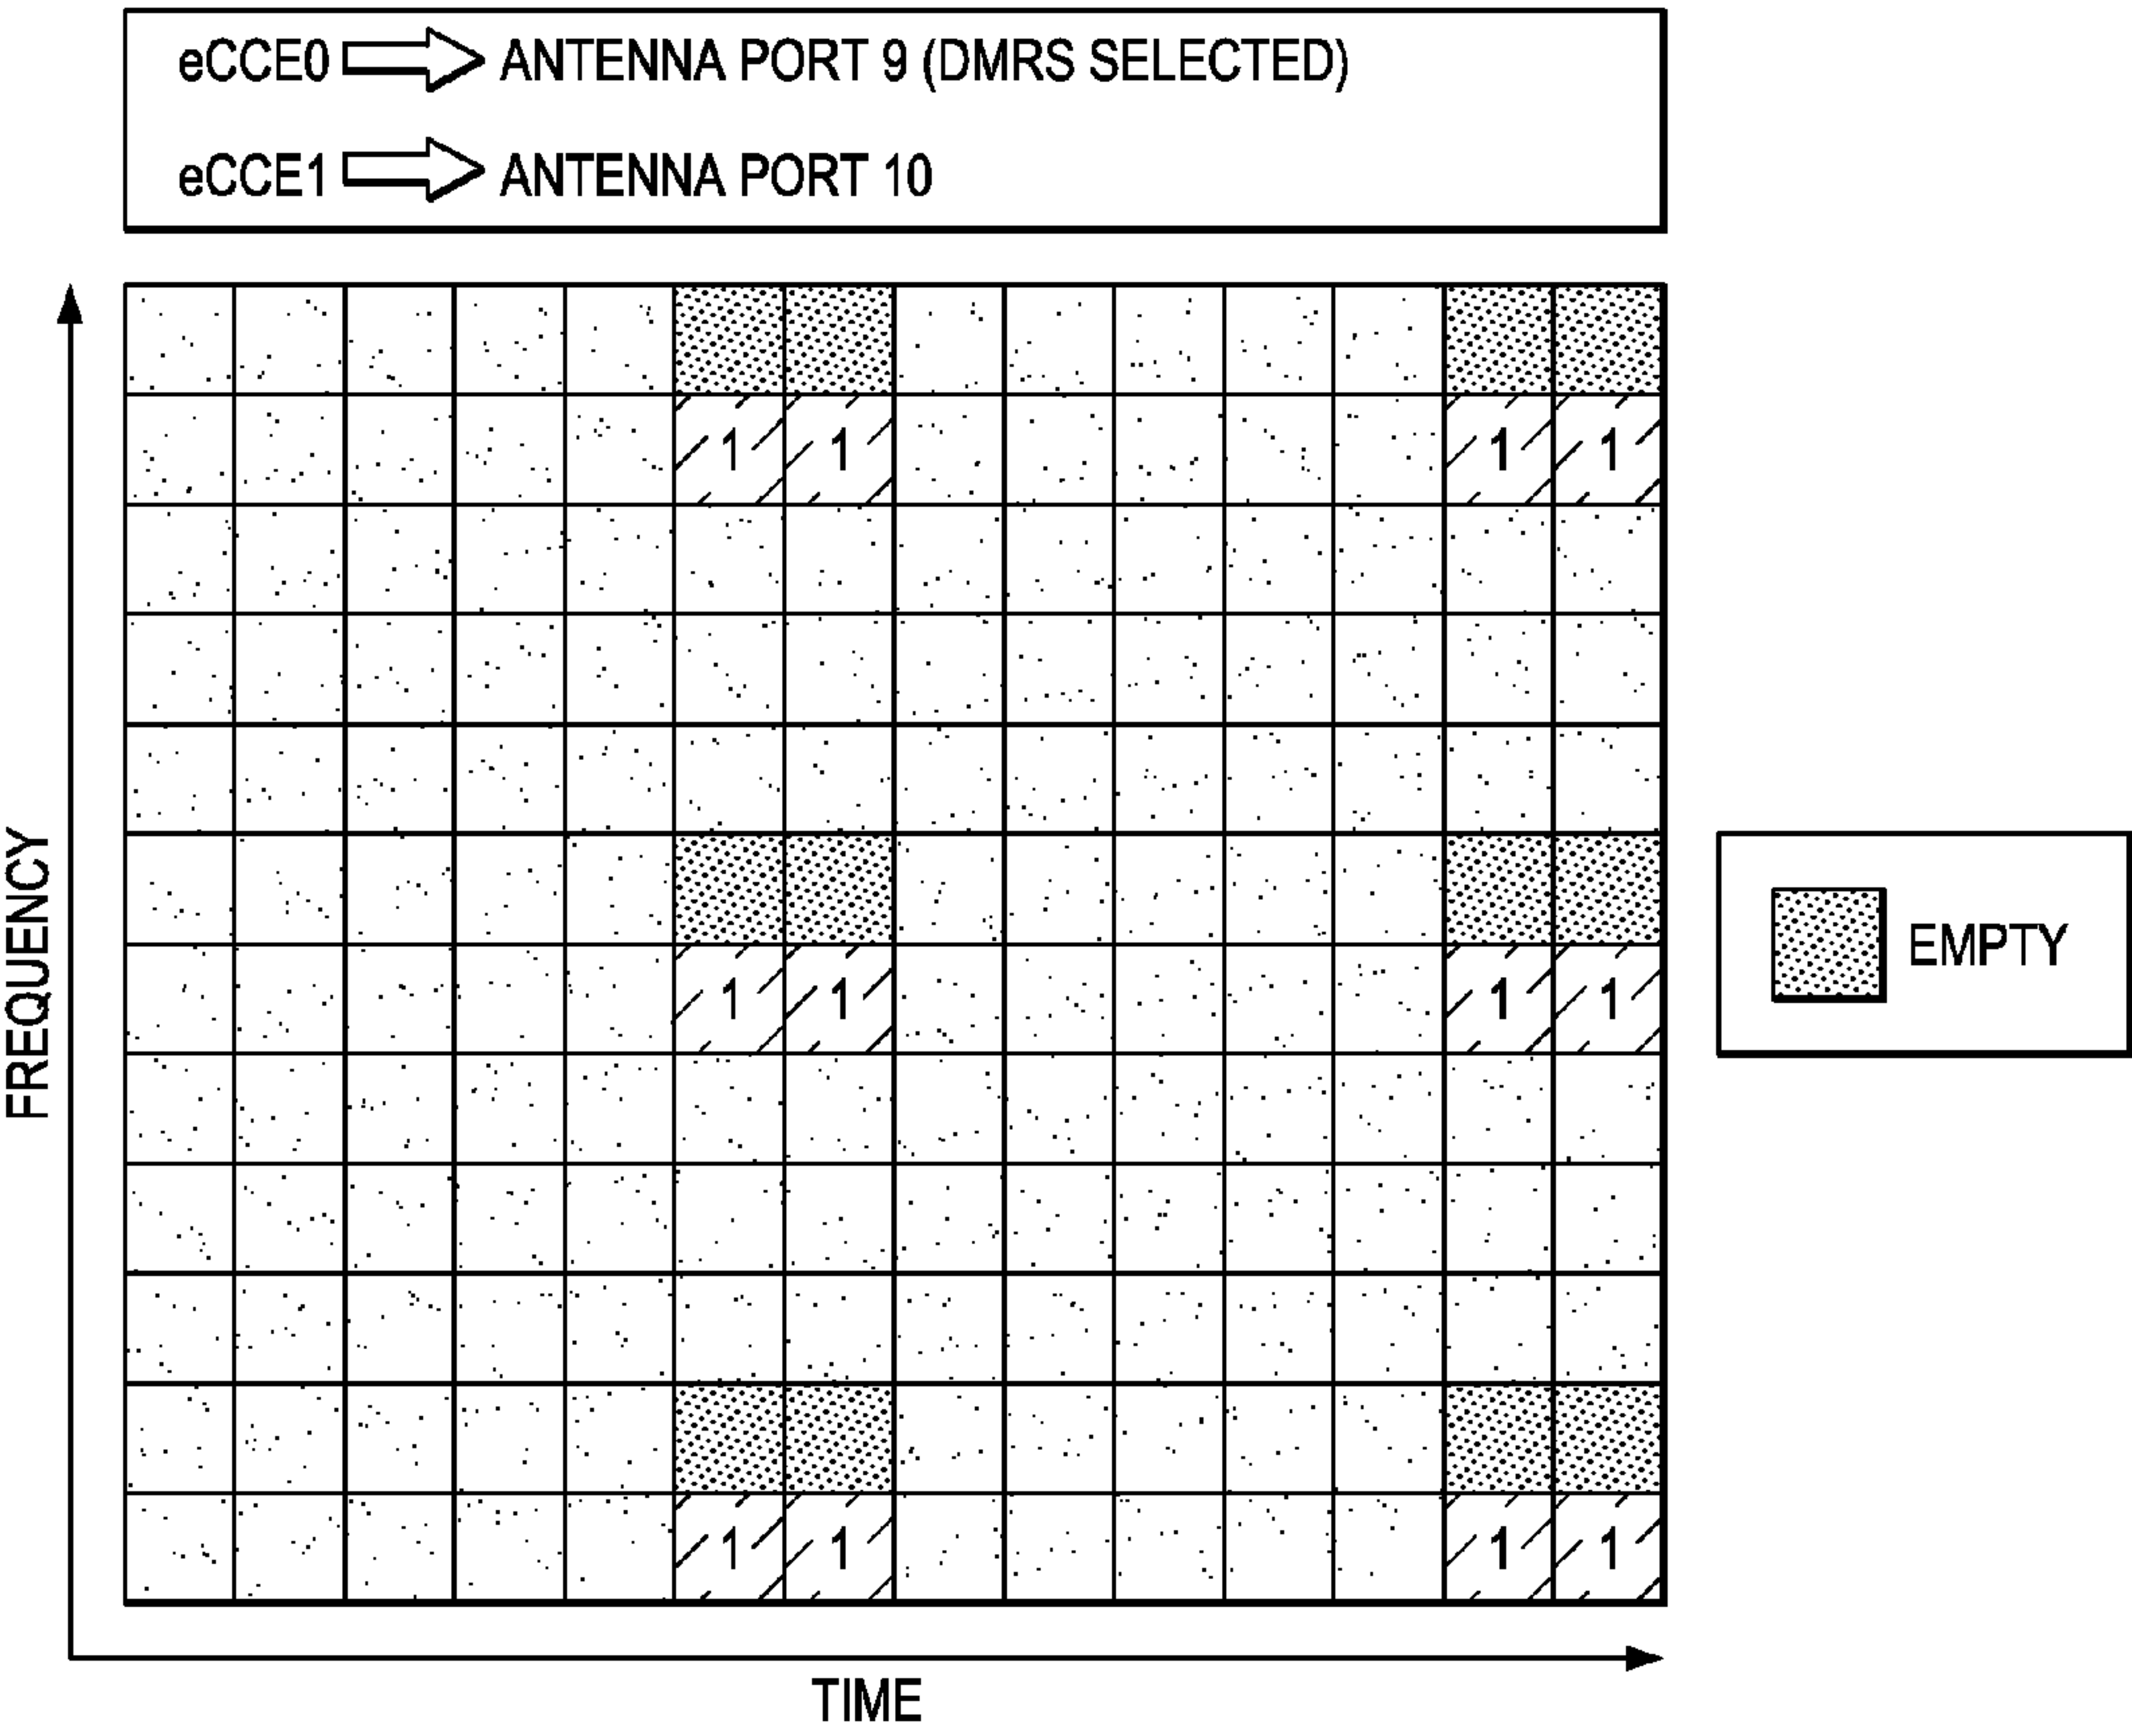 eCCE0 ANTENNA PORT 9 (DMRS SELECTED)
eCCE1 ANTENNA PORT 10
1 1 1 1
FREQUENCY
EMPTY
1 1 1 1
1 1 1 1
TIME